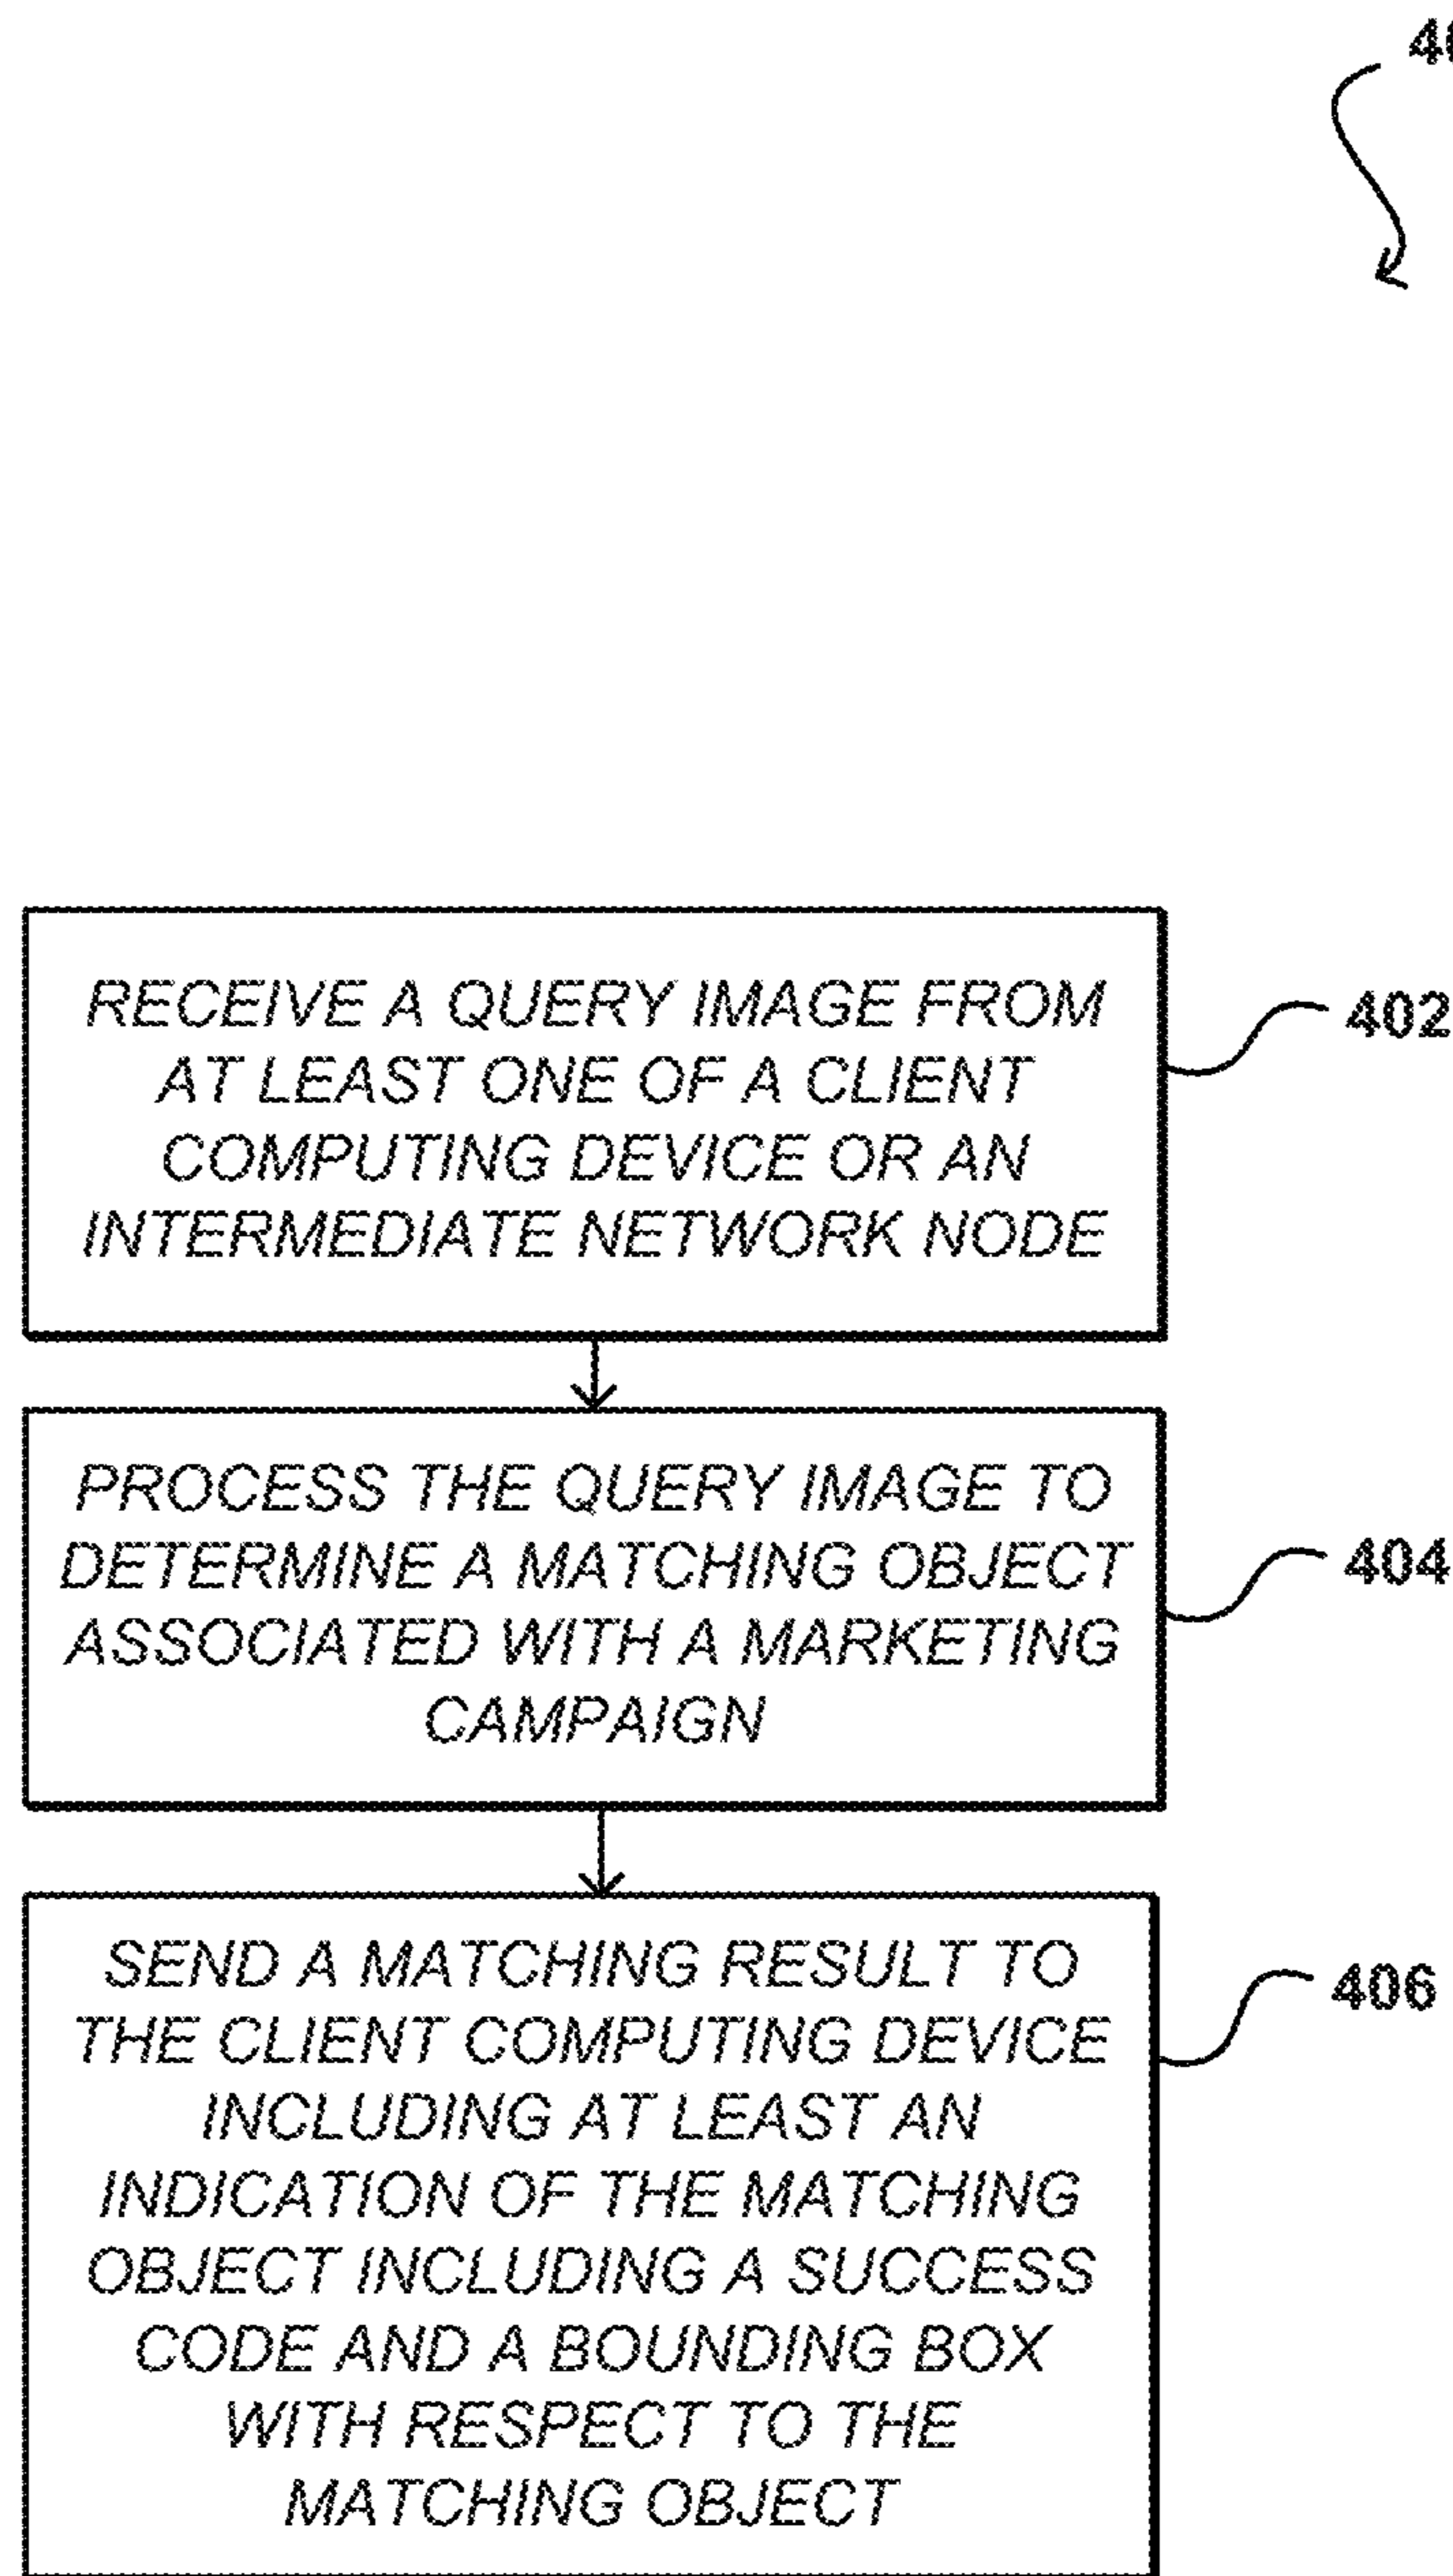 RECEIVE A QUERY IMAGE FROM
AT LEAST ONE OF A CLIENT
COMPUTING DEVICE OR AN
INTERMEDIATE NETWORK NODE
402
PROCESS THE QUERY IMAGE TO
DETERMINE A MATCHING OBJECT
ASSOCIATED WITH A MARKETING
CAMPAIGN
404
SEND A MATCHING RESULT TO
THE CLIENT COMPUTING DEVICE
INCLUDING AT LEAST AN
INDICATION OF THE MATCHING
OBJECT INCLUDING A SUCCESS
CODE AND A BOUNDING BOX
WITH RESPECT TO THE
MATCHING OBJECT
406